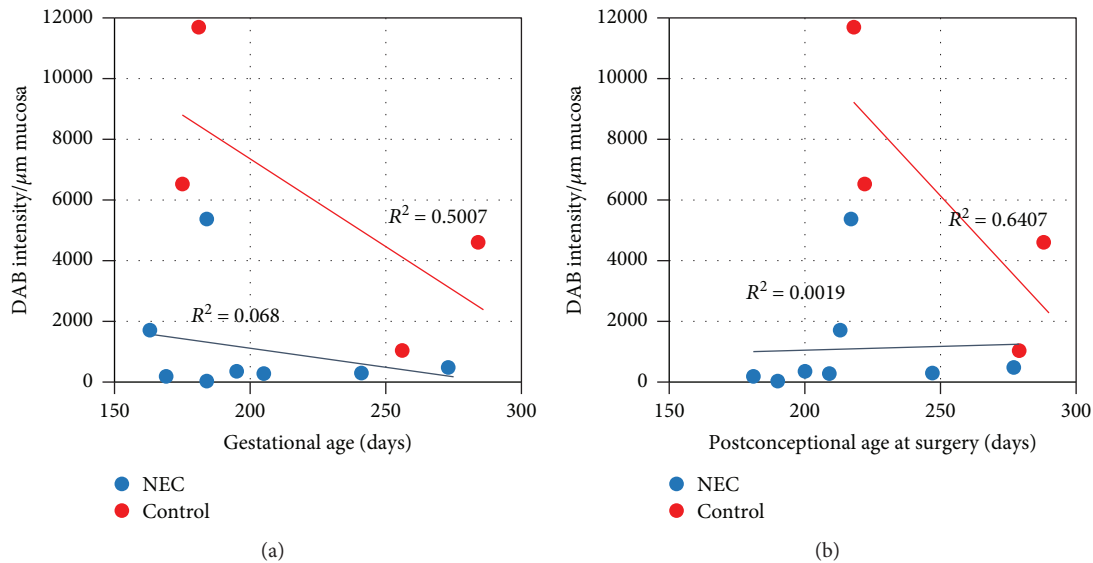 12000
10000
8000
6000
4000
2000
0
DAB intensity/μm mucosa
R² = 0.5007
R² = 0.068
150 200 250 300
Gestational age (days)
NEC
Control
(a)
12000
10000
8000
6000
4000
2000
0
DAB intensity/μm mucosa
R² = 0.6407
R² = 0.0019
150 200 250 300
Postconceptional age at surgery (days)
NEC
Control
(b)